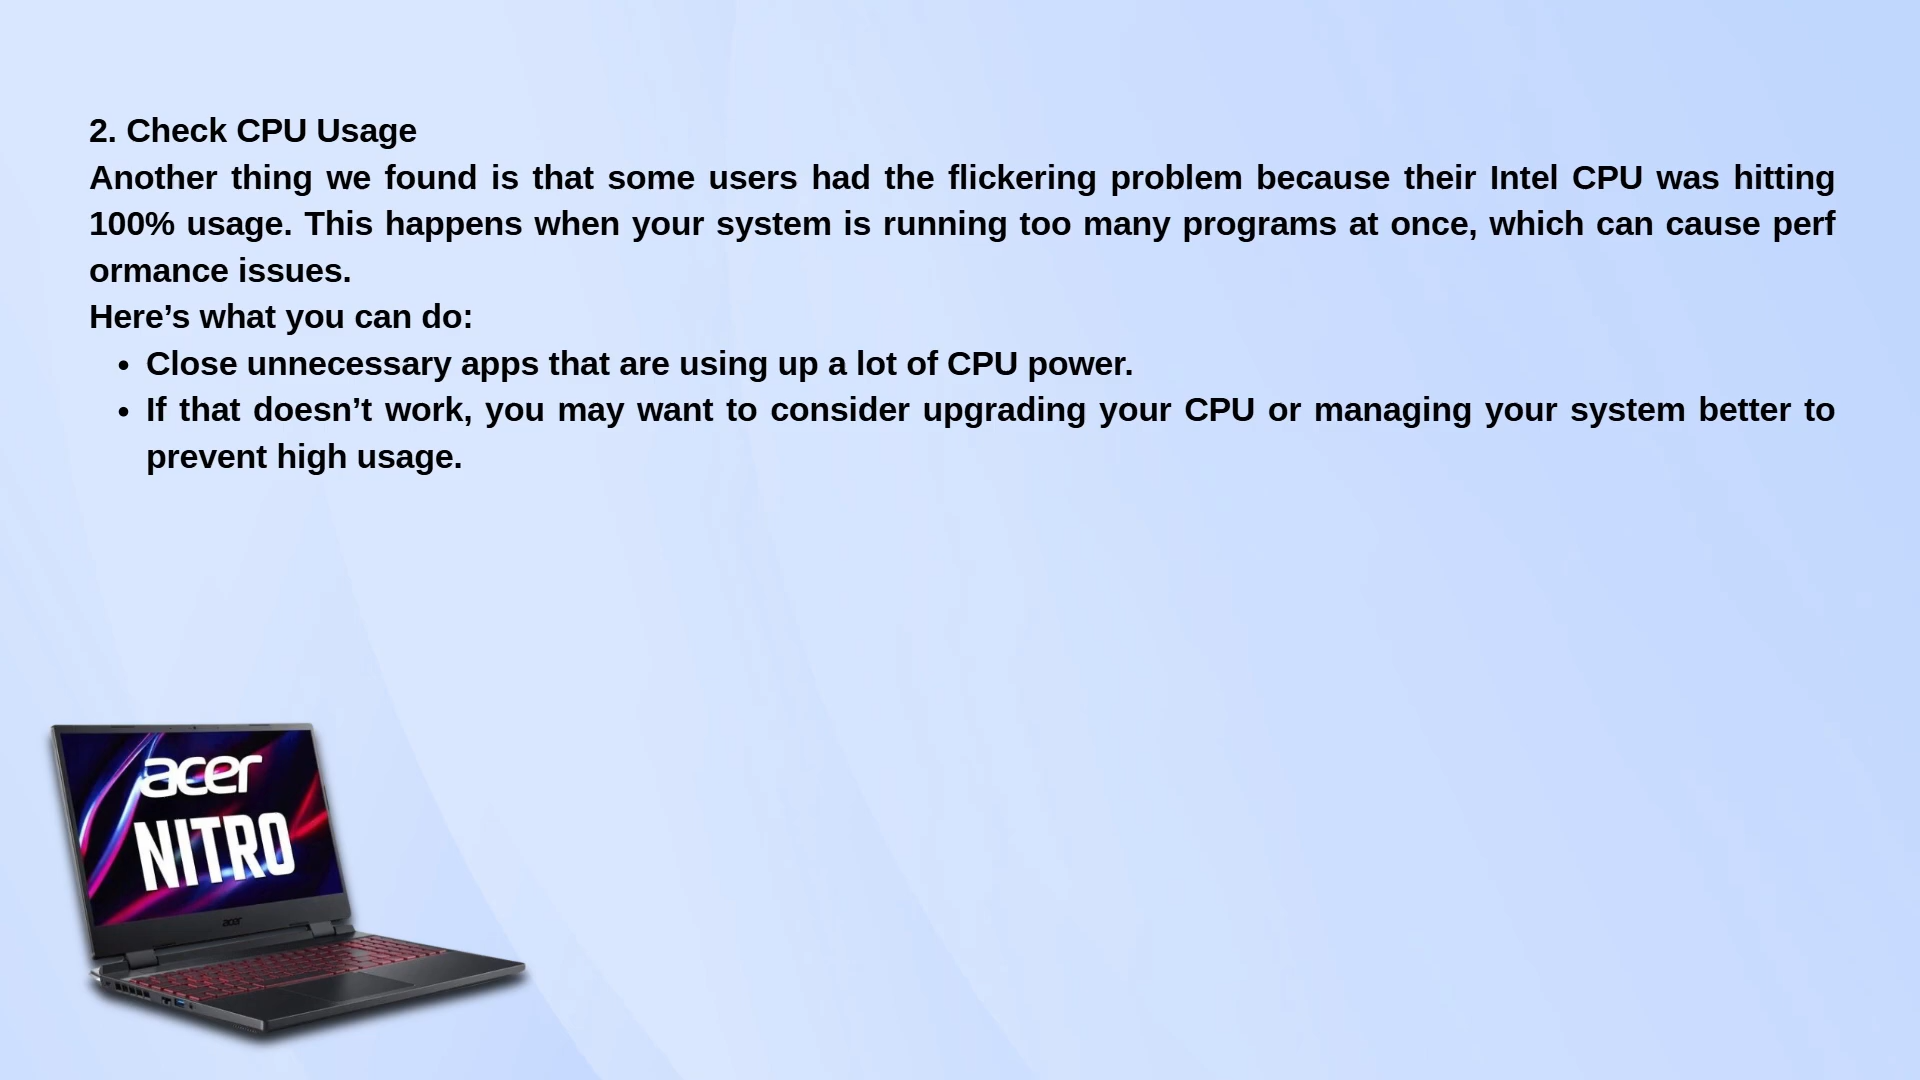 2. Check CPU Usage
Another thing we found is that some users had the flickering problem because their Intel CPU was hitting
100% usage. This happens when your system is running too many programs at once, which can cause perf
ormance issues.
Here’s what you can do:
• Close unnecessary apps that are using up a lot of CPU power.
• If that doesn’t work, you may want to consider upgrading your CPU or managing your system better to
prevent high usage.
acer
NITRO
acer